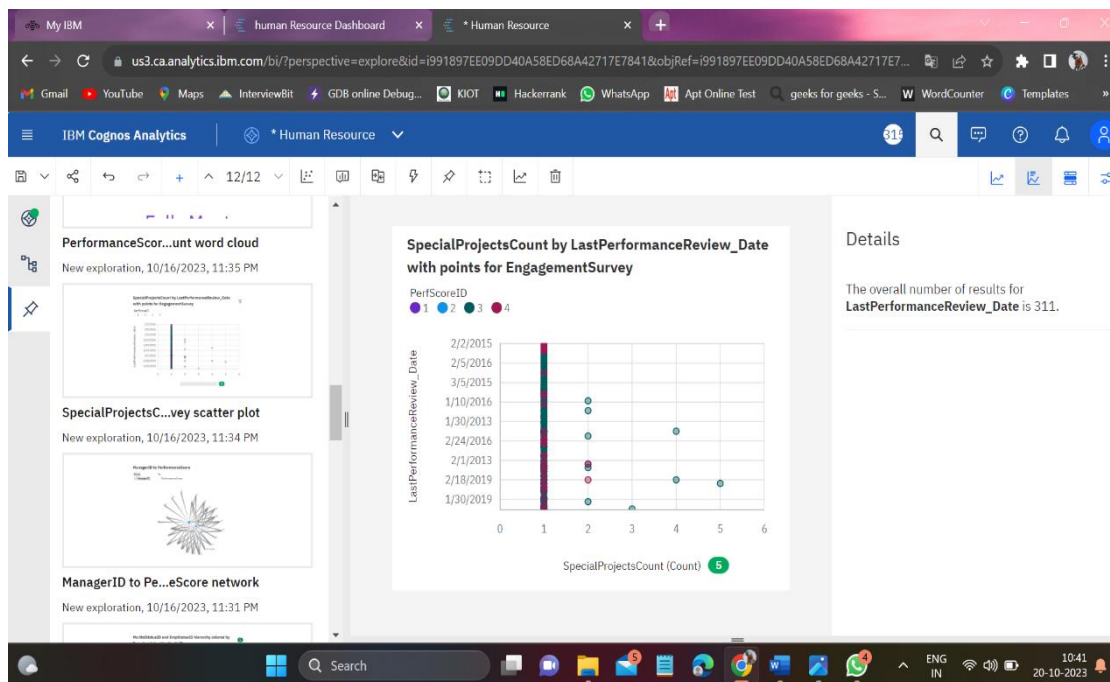 My IBM
human Resource Dashboard
* Human Resource
us3.ca.analytics.ibm.com/bi/?perspective=explore&id=i991897EE09DD40A58ED68A42717E7841&objRef=i991897EE09DD40A58ED68A42717E7...
Gmail YouTube Maps InterviewBit GDB online Debug... KIOT Hackerrank WhatsApp Apt Online Test geeks for geeks - S... WordCounter Templates »
IBM Cognos Analytics * Human Resource
12/12
PerformanceScor...unt word cloud
New exploration, 10/16/2023, 11:35 PM
SpecialProjectsC...vey scatter plot
New exploration, 10/16/2023, 11:34 PM
ManagerID to Pe...eScore network
New exploration, 10/16/2023, 11:31 PM
SpecialProjectsCount by LastPerformanceReview_Date
with points for EngagementSurvey
PerfScoreID
1 2 3 4
LastPerformanceReview_Date
2/2/2015
2/5/2016
3/5/2015
1/10/2016
1/30/2013
2/24/2016
2/1/2013
2/18/2019
1/30/2019
0 1 2 3 4 5 6
SpecialProjectsCount (Count) 5
Details
The overall number of results for
LastPerformanceReview_Date is 311.
Search
5
4
ENG
IN
10:41
20-10-2023